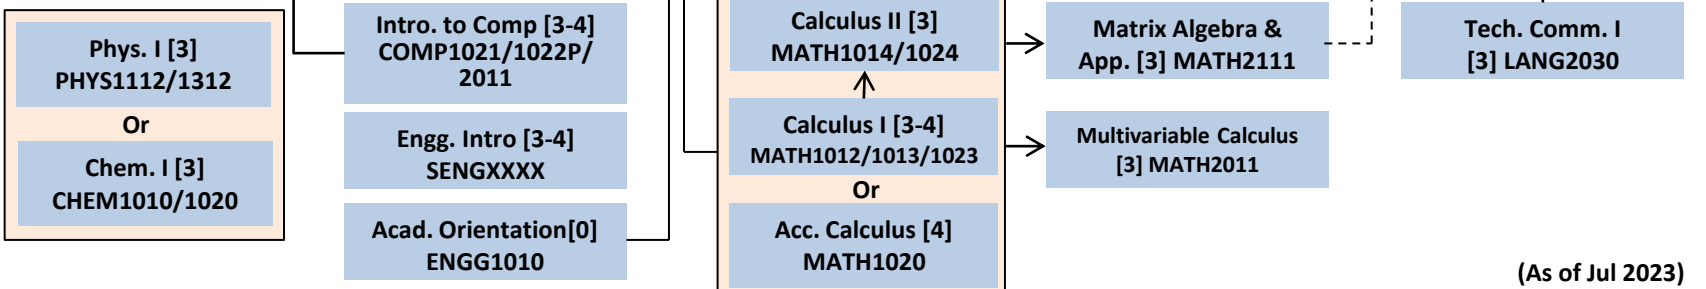 Phys. I [3]
PHYS1112/1312
Or
Chem. I [3]
CHEM1010/1020
Intro. to Comp [3-4]
COMP1021/1022P/
2011
Engg. Intro [3-4]
SENGXXXX
Acad. Orientation[0]
ENGG1010
Calculus II [3]
MATH1014/1024
Calculus I [3-4]
MATH1012/1013/1023
Or
Acc. Calculus [4]
MATH1020
Matrix Algebra &
App. [3] MATH2111
Multivariable Calculus
[3] MATH2011
Tech. Comm. I
[3] LANG2030
(As of Jul 2023)